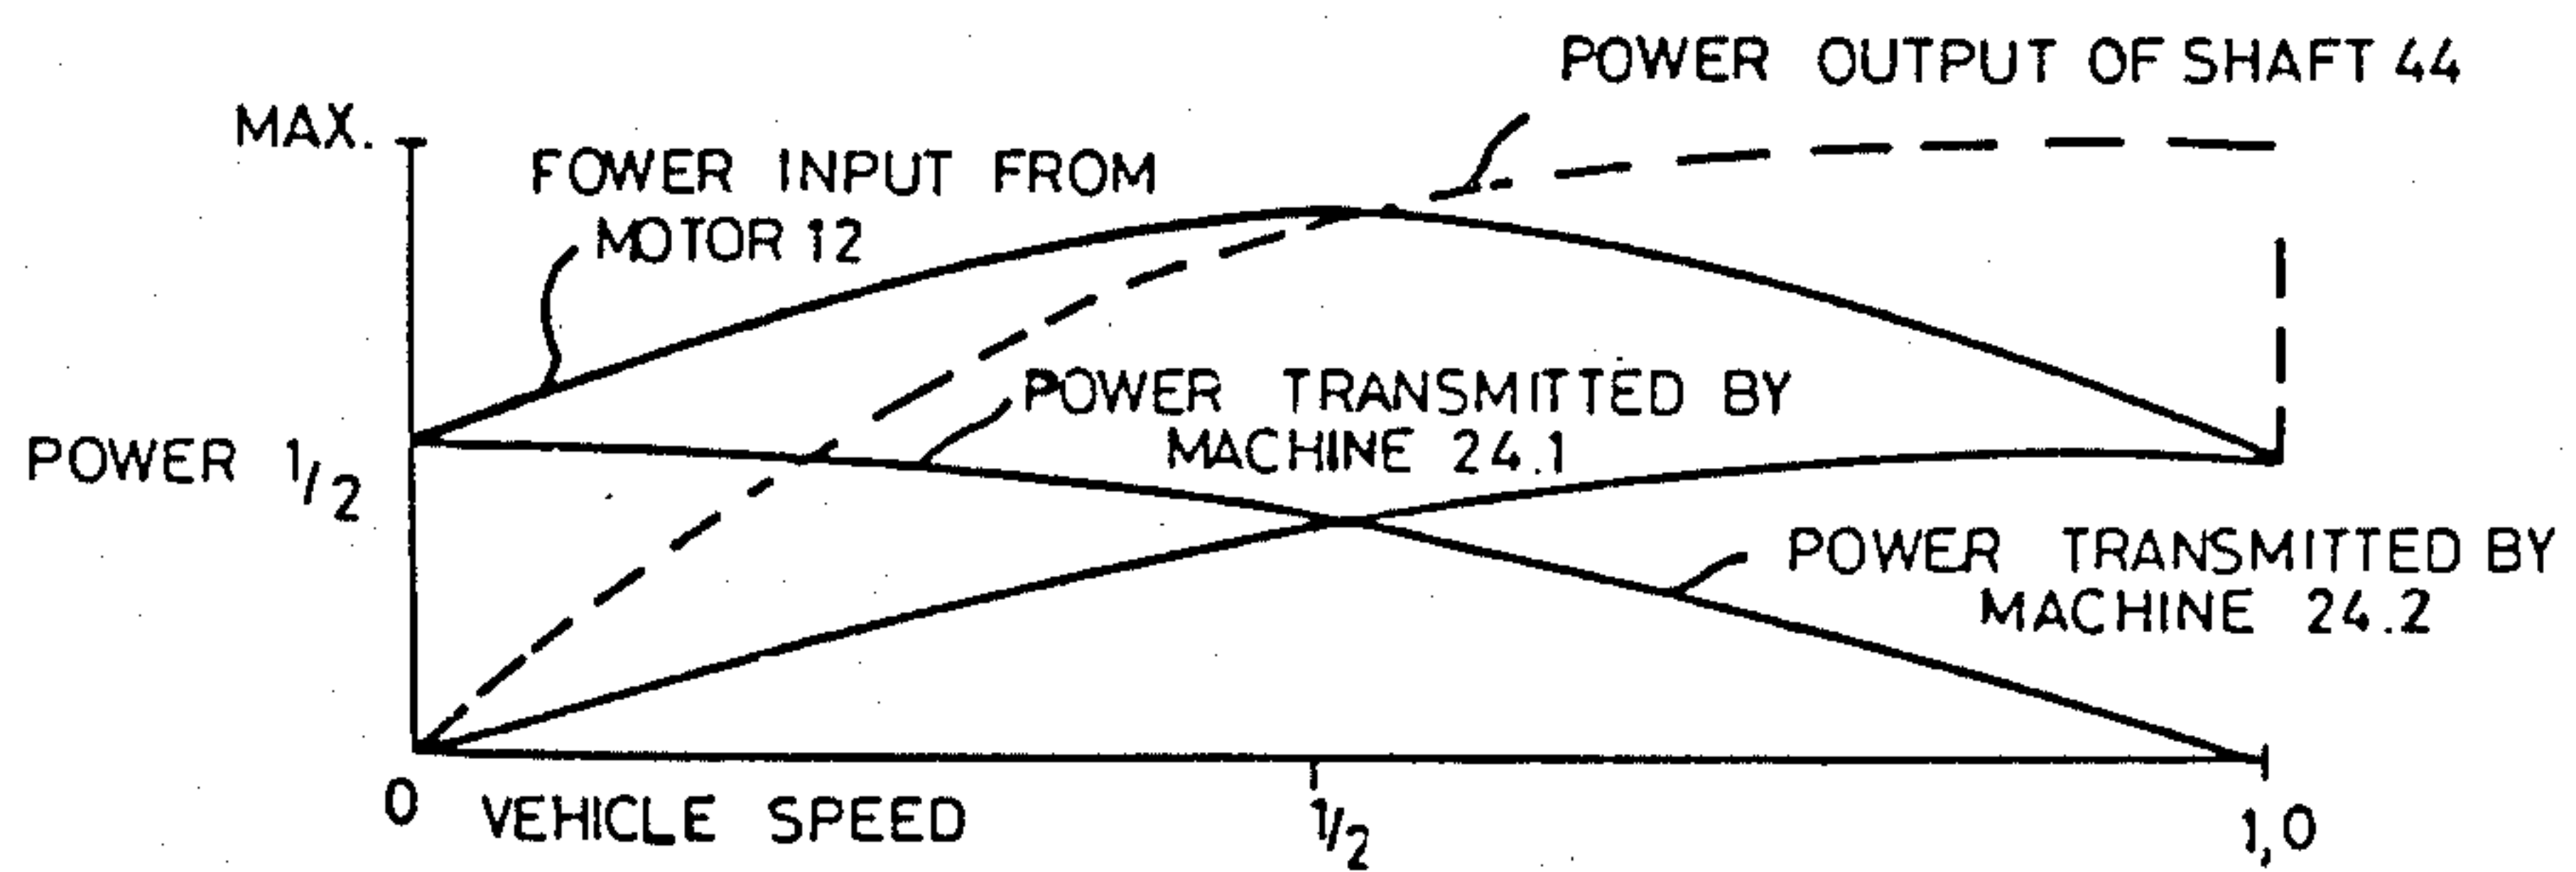 POWER OUTPUT OF SHAFT 44
MAX.
FOWER INPUT FROM
MOTOR 12
POWER TRANSMITTED BY
MACHINE 24.1
POWER 1/2
POWER TRANSMITTED BY
MACHINE 24.2
0 VEHICLE SPEED 1/2 1,0